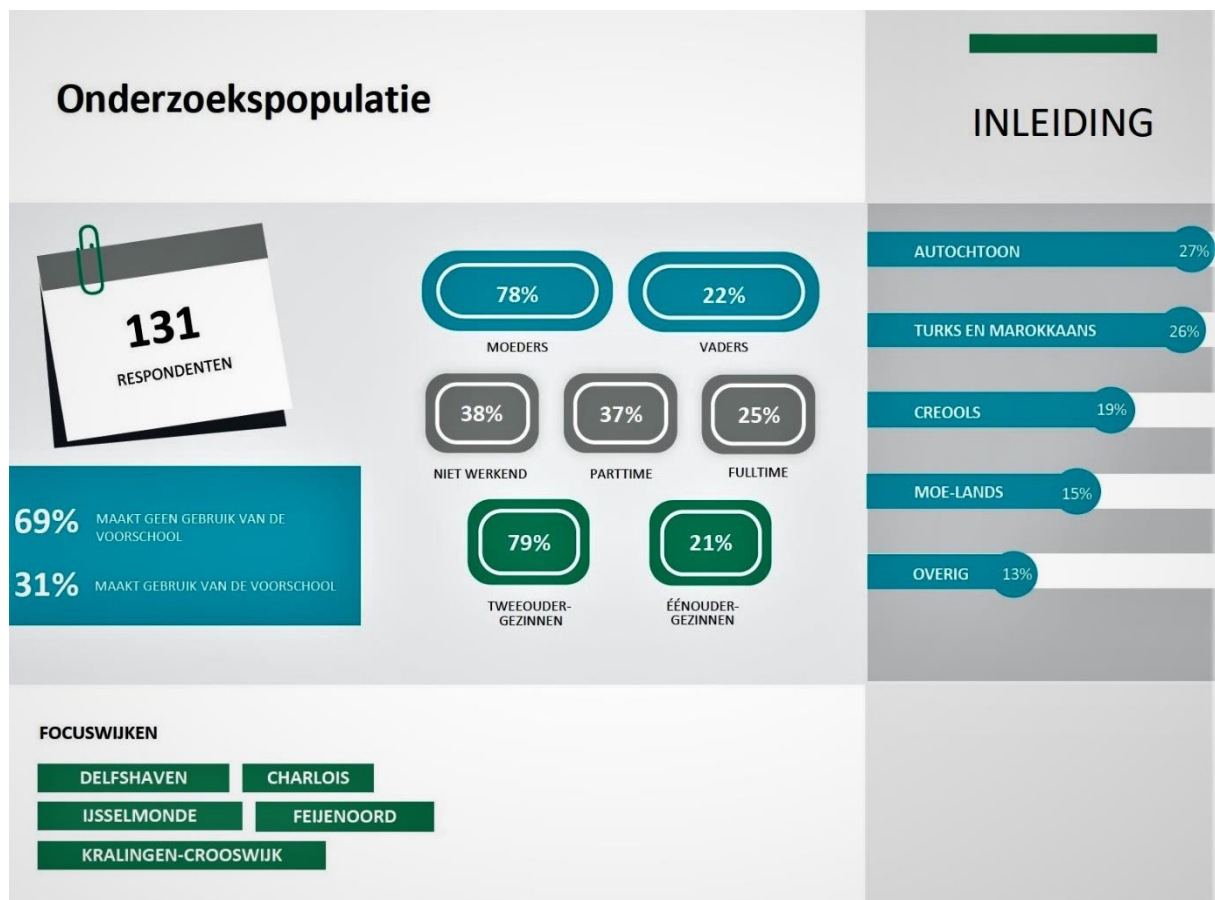 Onderzoekspopulatie
INLEIDING
131
RESPONDENTEN
69% MAAKT GEEN GEBRUIK VAN DE
VOORSCHOOL
31% MAAKT GEBRUIK VAN DE VOORSCHOOL
78% 22%
MOEDERS VADERS
38% 37% 25%
NIET WERKEND PARTTIME FULLTIME
79% 21%
TWEEOUDER- ÉÉNOUDER-
GEZINNEN GEZINNEN
AUTOCHTOON 27%
TURKS EN MAROKKAANS 26%
CREOOLS 19%
MOE-LANDS 15%
OVERIG 13%
FOCUSWIJKEN
DELFSHAVEN CHARLOIS
IJSSELMONDE FEIJENOORD
KRALINGEN-CROOSWIJK